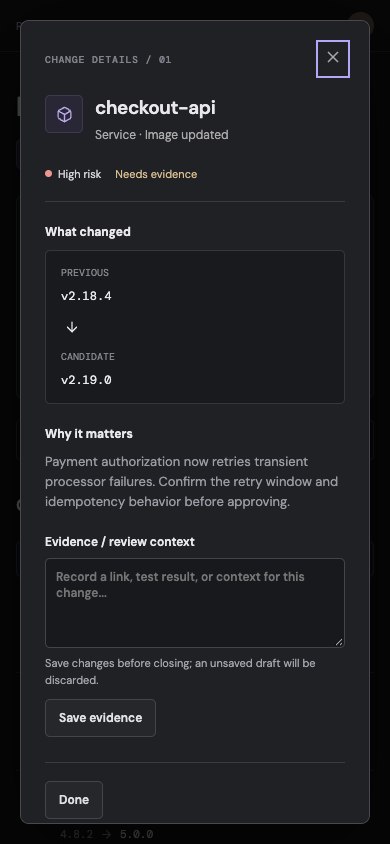 CHANGE DETAILS / 01
checkout-api
Service · Image updated
High risk Needs evidence
What changed
PREVIOUS
v2.18.4
↓
CANDIDATE
v2.19.0
Why it matters
Payment authorization now retries transient
processor failures. Confirm the retry window and
idempotency behavior before approving.
Evidence / review context
Record a link, test result, or context for this
change...
Save changes before closing; an unsaved draft will be
discarded.
Save evidence
Done
4.8.2 → 5.0.0